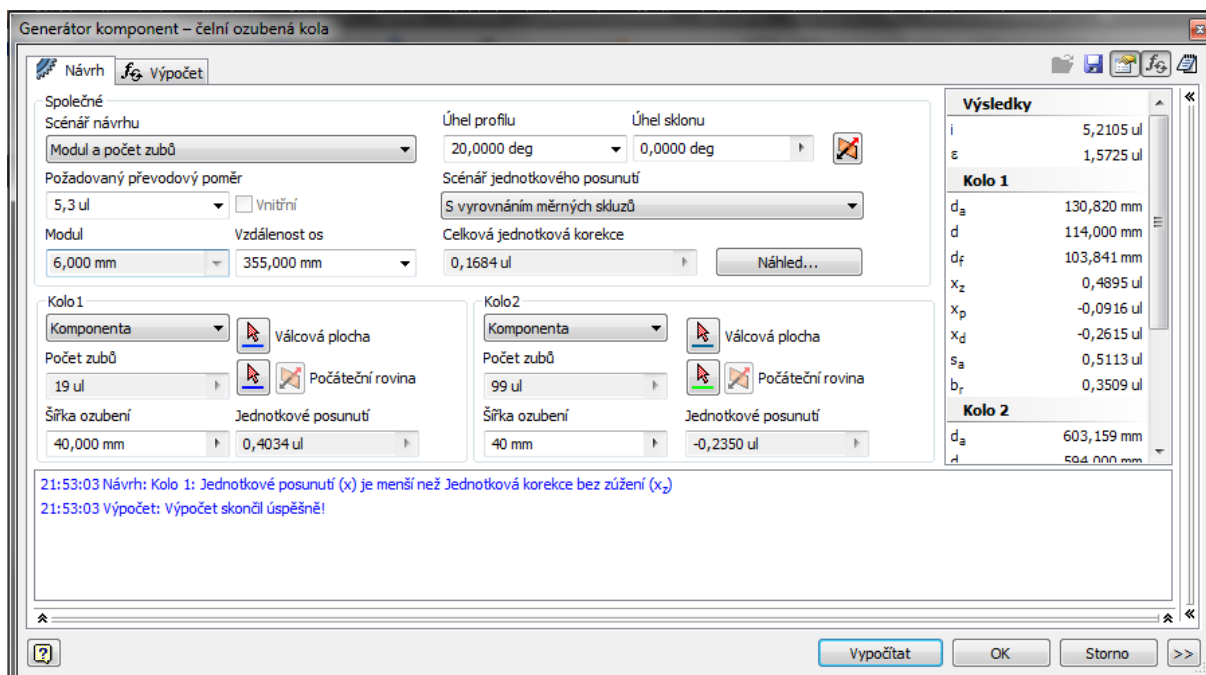 Generátor komponent – čelní ozubená kola
Návrh
Výpočet
Společné
Scénář návrhu
Modul a počet zubů
Požadovaný převodový poměr
5,3 ul
Vnitřní
Modul
Vzdálenost os
6,000 mm
355,000 mm
Úhel profilu
Úhel sklonu
20,0000 deg
0,0000 deg
Scénář jednotkového posunutí
S vyrovnáním měrných skluzů
Celková jednotková korekce
0,1684 ul
Náhled...
Kolo1
Komponenta
Válcová plocha
Počet zubů
19 ul
Počáteční rovina
Šířka ozubení
Jednotkové posunutí
40,000 mm
0,4034 ul
Kolo2
Komponenta
Válcová plocha
Počet zubů
99 ul
Počáteční rovina
Šířka ozubení
Jednotkové posunutí
40 mm
-0,2350 ul
Výsledky
i 5,2105 ul
ε 1,5725 ul
Kolo 1
da 130,820 mm
d 114,000 mm
df 103,841 mm
xz 0,4895 ul
xp -0,0916 ul
xd -0,2615 ul
sa 0,5113 ul
br 0,3509 ul
Kolo 2
da 603,159 mm
d 594,000 mm
21:53:03 Návrh: Kolo 1: Jednotkové posunutí (x) je menší než Jednotková korekce bez zúžení (xz)
21:53:03 Výpočet: Výpočet skončil úspěšně!
Vypočítat
OK
Storno
>>